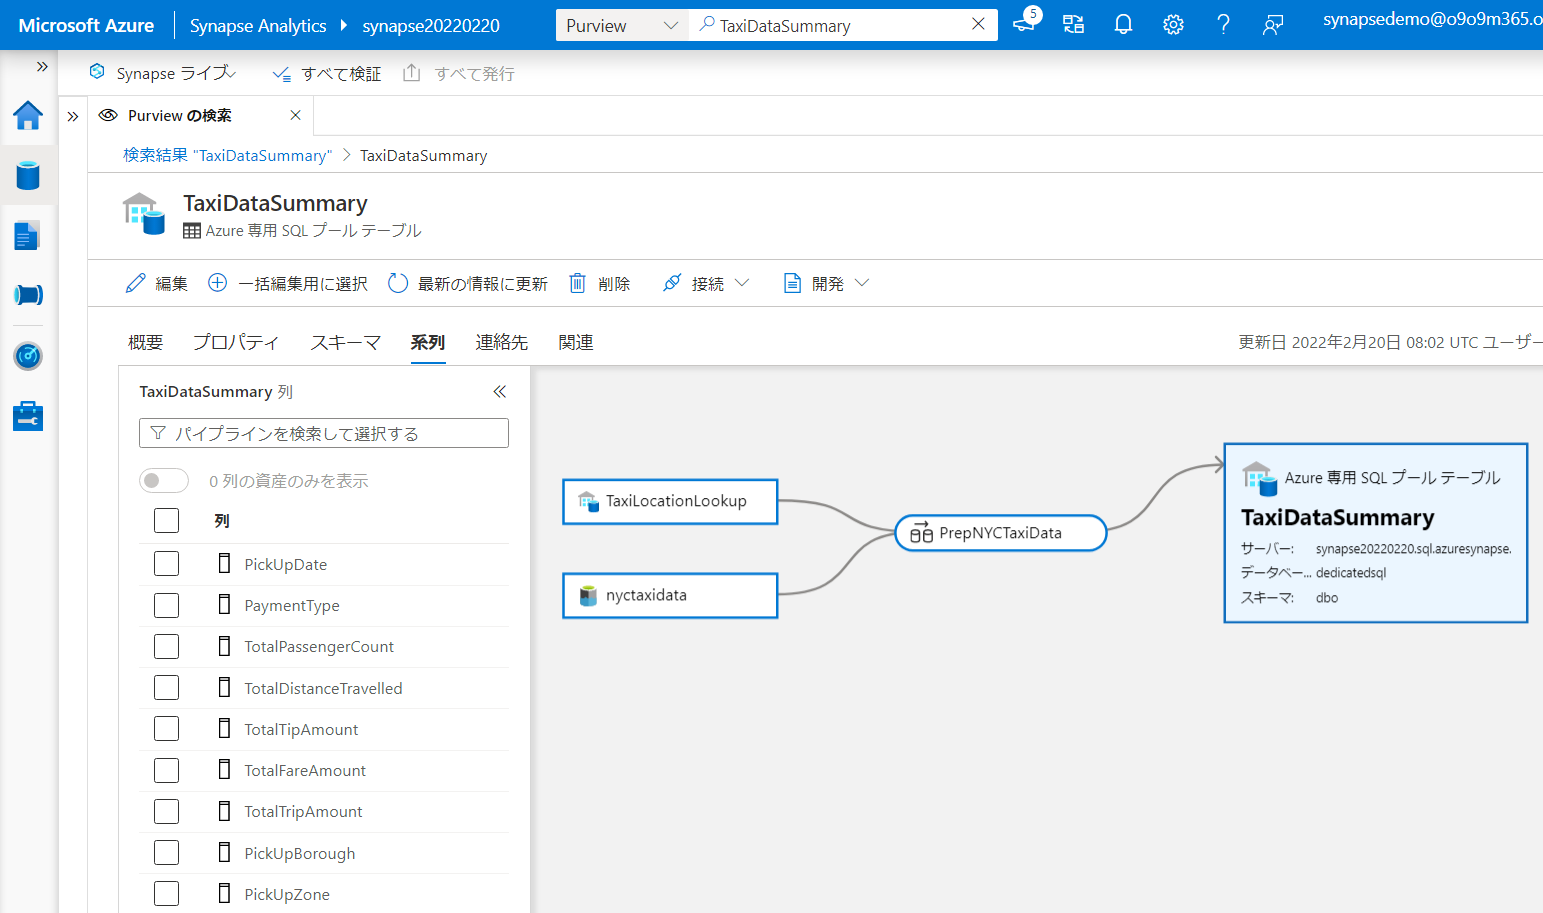 Microsoft Azure
Synapse Analytics
synapse20220220
Purview
TaxiDataSummary
5
synapsedemo@o9o9m365.o
Synapse ライブ
すべて検証
すべて発行
Purview の検索
検索結果 "TaxiDataSummary"
TaxiDataSummary
TaxiDataSummary
Azure 専用 SQL プール テーブル
編集
一括編集用に選択
最新の情報に更新
削除
接続
開発
概要
プロパティ
スキーマ
系列
連絡先
関連
更新日 2022年2月20日 08:02 UTC ユーザー
TaxiDataSummary 列
パイプラインを検索して選択する
0 列の資産のみを表示
列
PickUpDate
PaymentType
TotalPassengerCount
TotalDistanceTravelled
TotalTipAmount
TotalFareAmount
TotalTripAmount
PickUpBorough
PickUpZone
TaxiLocationLookup
nyctaxidata
PrepNYCTaxiData
Azure 専用 SQL プール テーブル
TaxiDataSummary
サーバー: synapse20220220.sql.azuresynapse.
データベー... dedicatedsql
スキーマ: dbo